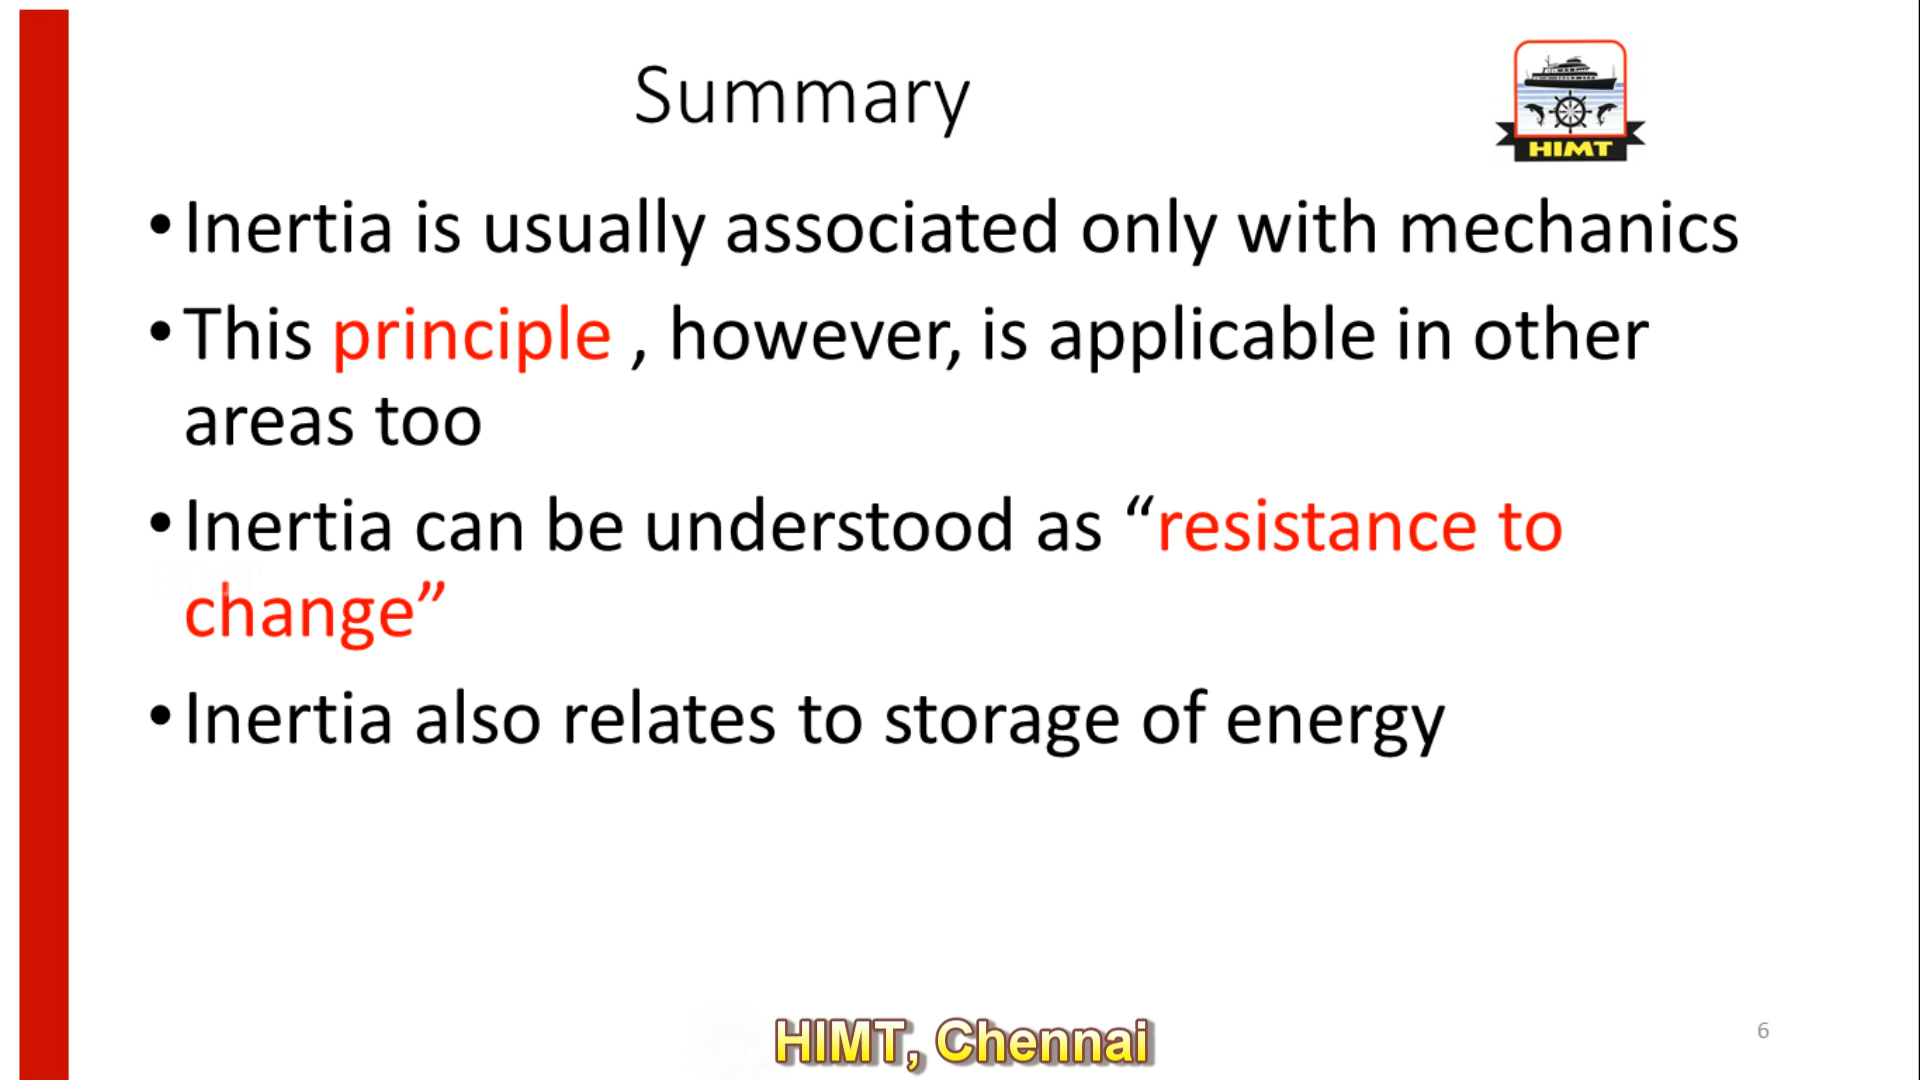 Summary
HIMT
•Inertia is usually associated only with mechanics
•This principle , however, is applicable in other
areas too
•Inertia can be understood as “resistance to
change”
•Inertia also relates to storage of energy
HIMT, Chennai
6